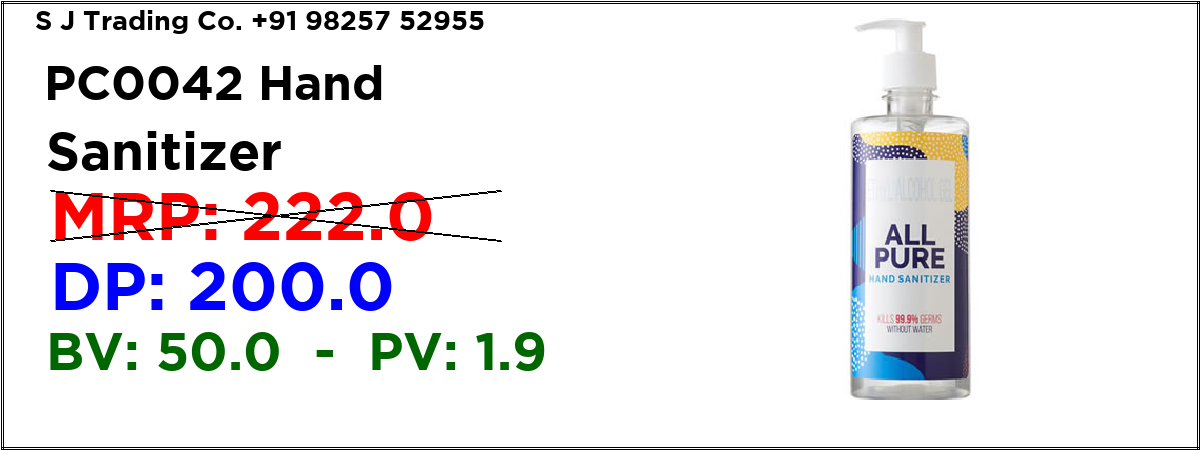 S J Trading Co. +91 98257 52955
PC0042 Hand
Sanitizer
MRP: 222.0
DP: 200.0
BV: 50.0 - PV: 1.9
ETHYL ALCOHOL GEL
ALL
PURE
HAND SANITIZER
KILLS 99.9% GERMS
WITHOUT WATER